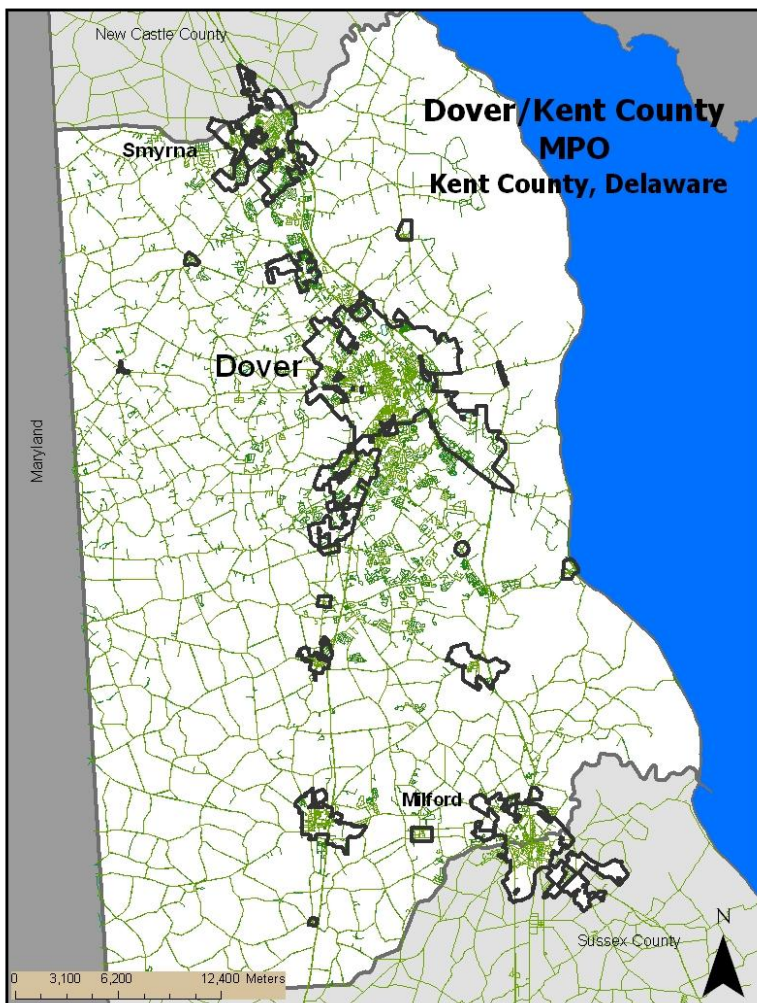 New Castle County
Dover/Kent County
MPO
Kent County, Delaware
Smyrna
Dover
Maryland
Milford
N
Sussex County
0 3,100 6,200 12,400 Meters